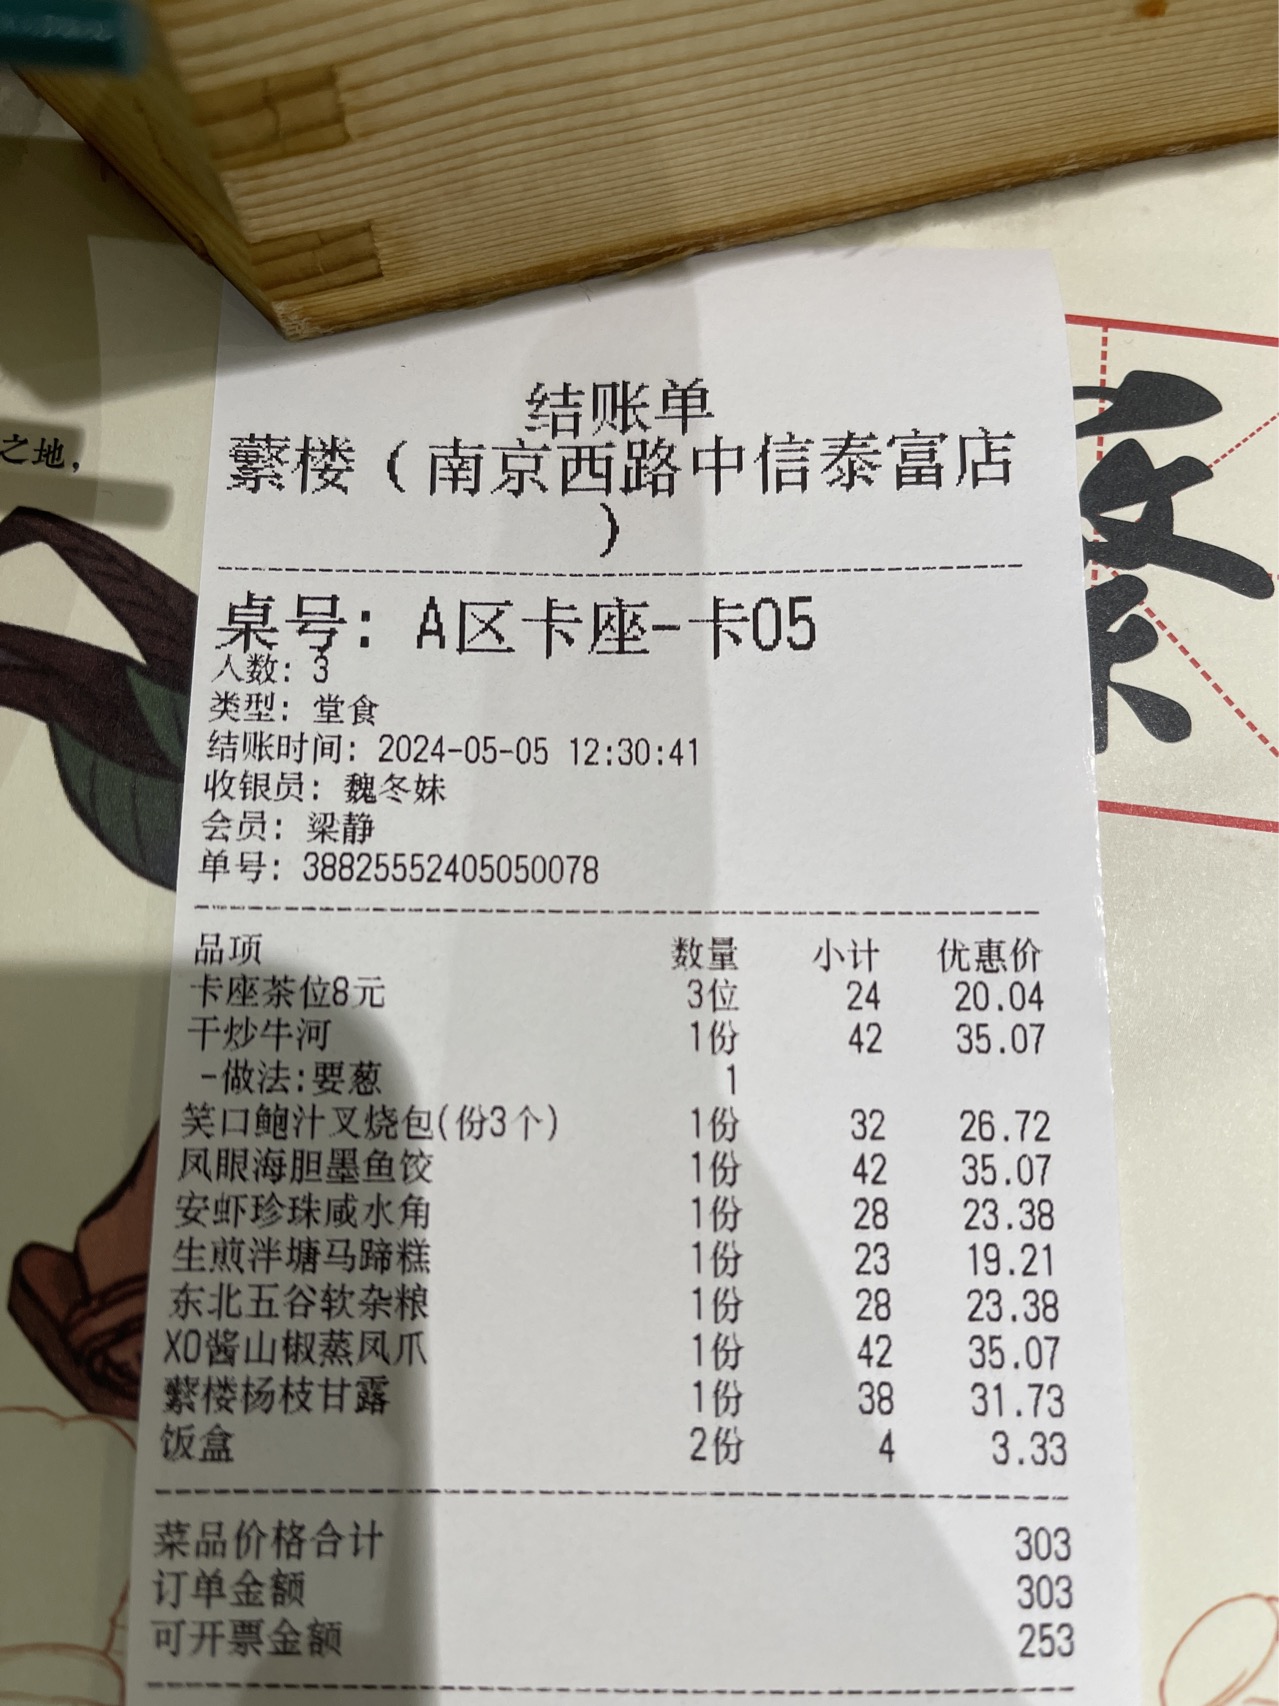 之地,
结账单
蘩楼(南京西路中信泰富店
)
桌号: A区卡座-卡05
人数: 3
类型: 堂食
结账时间: 2024-05-05 12:30:41
收银员: 魏冬妹
会员: 梁静
单号: 38825552405050078
品项 数量 小计 优惠价
卡座茶位8元 3位 24 20.04
干炒牛河 1份 42 35.07
-做法:要葱 1
笑口鲍汁叉烧包(份3个) 1份 32 26.72
凤眼海胆墨鱼饺 1份 42 35.07
安虾珍珠咸水角 1份 28 23.38
生煎泮塘马蹄糕 1份 23 19.21
东北五谷软杂粮 1份 28 23.38
XO酱山椒蒸凤爪 1份 42 35.07
蘩楼杨枝甘露 1份 38 31.73
饭盒 2份 4 3.33
菜品价格合计 303
订单金额 303
可开票金额 253